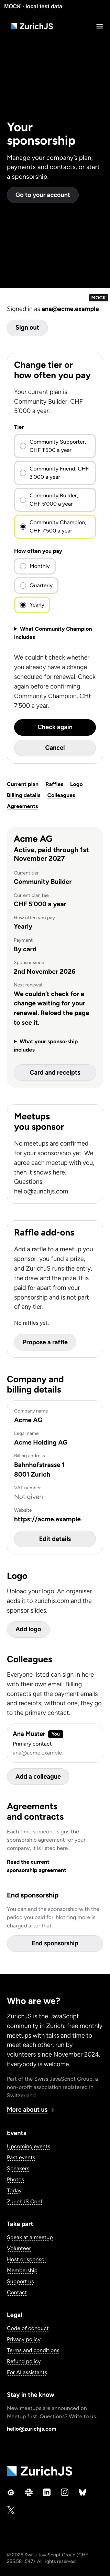 MOCK · local test data
ZurichJS
Your
sponsorship
Manage your company's plan,
payments and contacts, or start
sponsorship.
Go to your account
MOCK
Signed in as ana@acme.example
Sign out
Change tier or
how often you pay
Your current plan is
Community Builder, CHF
5'000 a year.
Tier
Community Supporter,
CHF 1'500 a year
Community Friend, CHF
3'000 a year
Community Builder,
CHF 5'000 a year
Community Champion,
CHF 7'500 a year
How often you pay
Monthly
Quarterly
Yearly
What Community Champion
includes
We couldn't check whether
you already have a change
scheduled for renewal. Check
again before confirming
Community Champion, CHF
7'500 a year.
Check again
Cancel
Current plan Raffles Logo
Billing details Colleagues
Agreements
Acme AG
Active, paid through 1st
November 2027
Current tier
Community Builder
Current plan fee
CHF 5'000 a year
How often you pay
Yearly
Payment
By card
Sponsor since
2nd November 2026
Next renewal
We couldn't check for a
change waiting for your
renewal. Reload the page
to see it.
What your sponsorship
includes
Card and receipts
Meetups
you sponsor
No meetups are confirmed
for your sponsorship yet. We
agree meetups with you,
then it shows here.
Questions:
hello@zurichjs.com.
Raffle add-ons
Add a raffle to a meetup you
sponsor: you fund a prize,
and ZurichJS runs the entry,
the draw and the prize. It is
paid for apart from your
sponsorship and is not part
of any tier.
No raffles yet.
Propose a raffle
Company and
billing details
Company name
Acme AG
Legal name
Acme Holding AG
Billing address
Bahnhofstrasse 1
8001 Zurich
VAT number
Not given
Website
https://acme.example
Edit details
Logo
Upload your logo. An organiser
adds it to zurichjs.com and the
sponsor slides.
Add logo
Colleagues
Everyone listed can sign in here
with their own email. Billing
contacts get the payment emails
and receipts; without one, they go
to the primary contact.
Ana Muster You
Primary contact
ana@acme.example
Add a colleague
Agreements
and contracts
Each time someone signs the
sponsorship agreement for your
company, it is listed here.
Read the current
sponsorship agreement
End sponsorship
You can end the sponsorship with the
period you paid for. Nothing more is
charged after that.
End sponsorship
Who are we?
ZurichJS is the JavaScript
community in Zurich: free monthly
meetups with talks and time to
meet each other, run by
volunteers since November 2024.
Everybody is welcome.
Part of the Swiss JavaScript Group, a
non-profit association registered in
Switzerland.
More about us
Events
Upcoming events
Past events
Speakers
Photos
Today
ZurichJS Conf
Take part
Speak at a meetup
Volunteer
Host or sponsor
Membership
Support us
Contact
Legal
Code of conduct
Privacy policy
Terms and conditions
Refund policy
For AI assistants
Stay in the know
New meetups are announced on
Meetup first. Questions? Write to us.
hello@zurichjs.com
ZurichJS
© 2026 Swiss JavaScript Group (CHE-
255.581.547). All rights reserved.